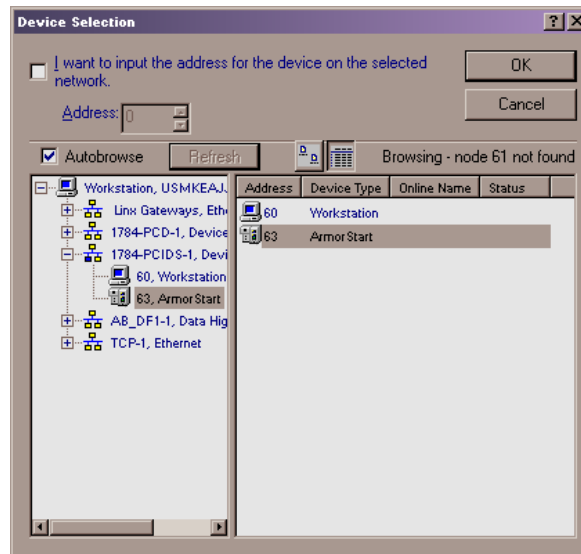 Device Selection
I want to input the address for the device on the selected
network.
Address: 0
OK
Cancel
Autobrowse
Refresh
Browsing - node 61 not found
Workstation, USMKEAJ
Linx Gateways, Eth
1784-PCD-1, Device
1784-PCIDS-1, Devi
60, Workstation
63, ArmorStart
AB_DF1-1, Data Hig
TCP-1, Ethernet
Address Device Type Online Name Status
60 Workstation
63 ArmorStart